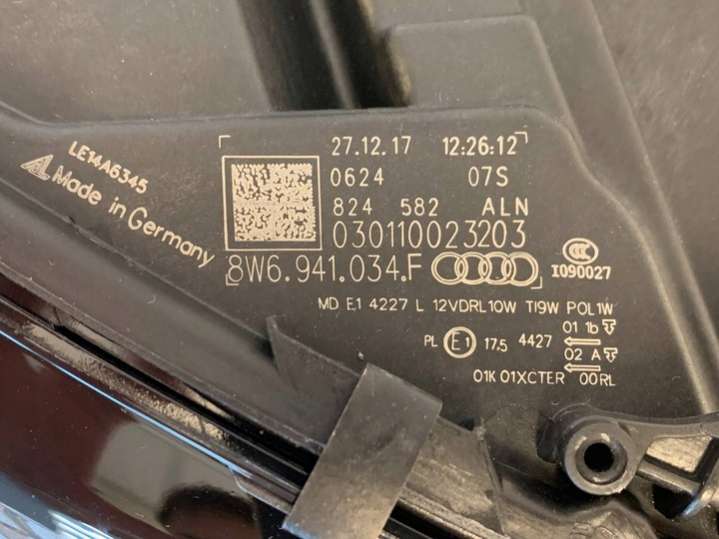 LE14A6345
AL Made in Germany
27.12.17 12:26:12
0624 07S
824 582 ALN
030110023203
8W6.941.034.F
I090027
MD E1 4227 L 12VDRL10W TI9W POL1W
PL E1 17.5 4427
01 1b
02 A
01K 01XCTER 00RL